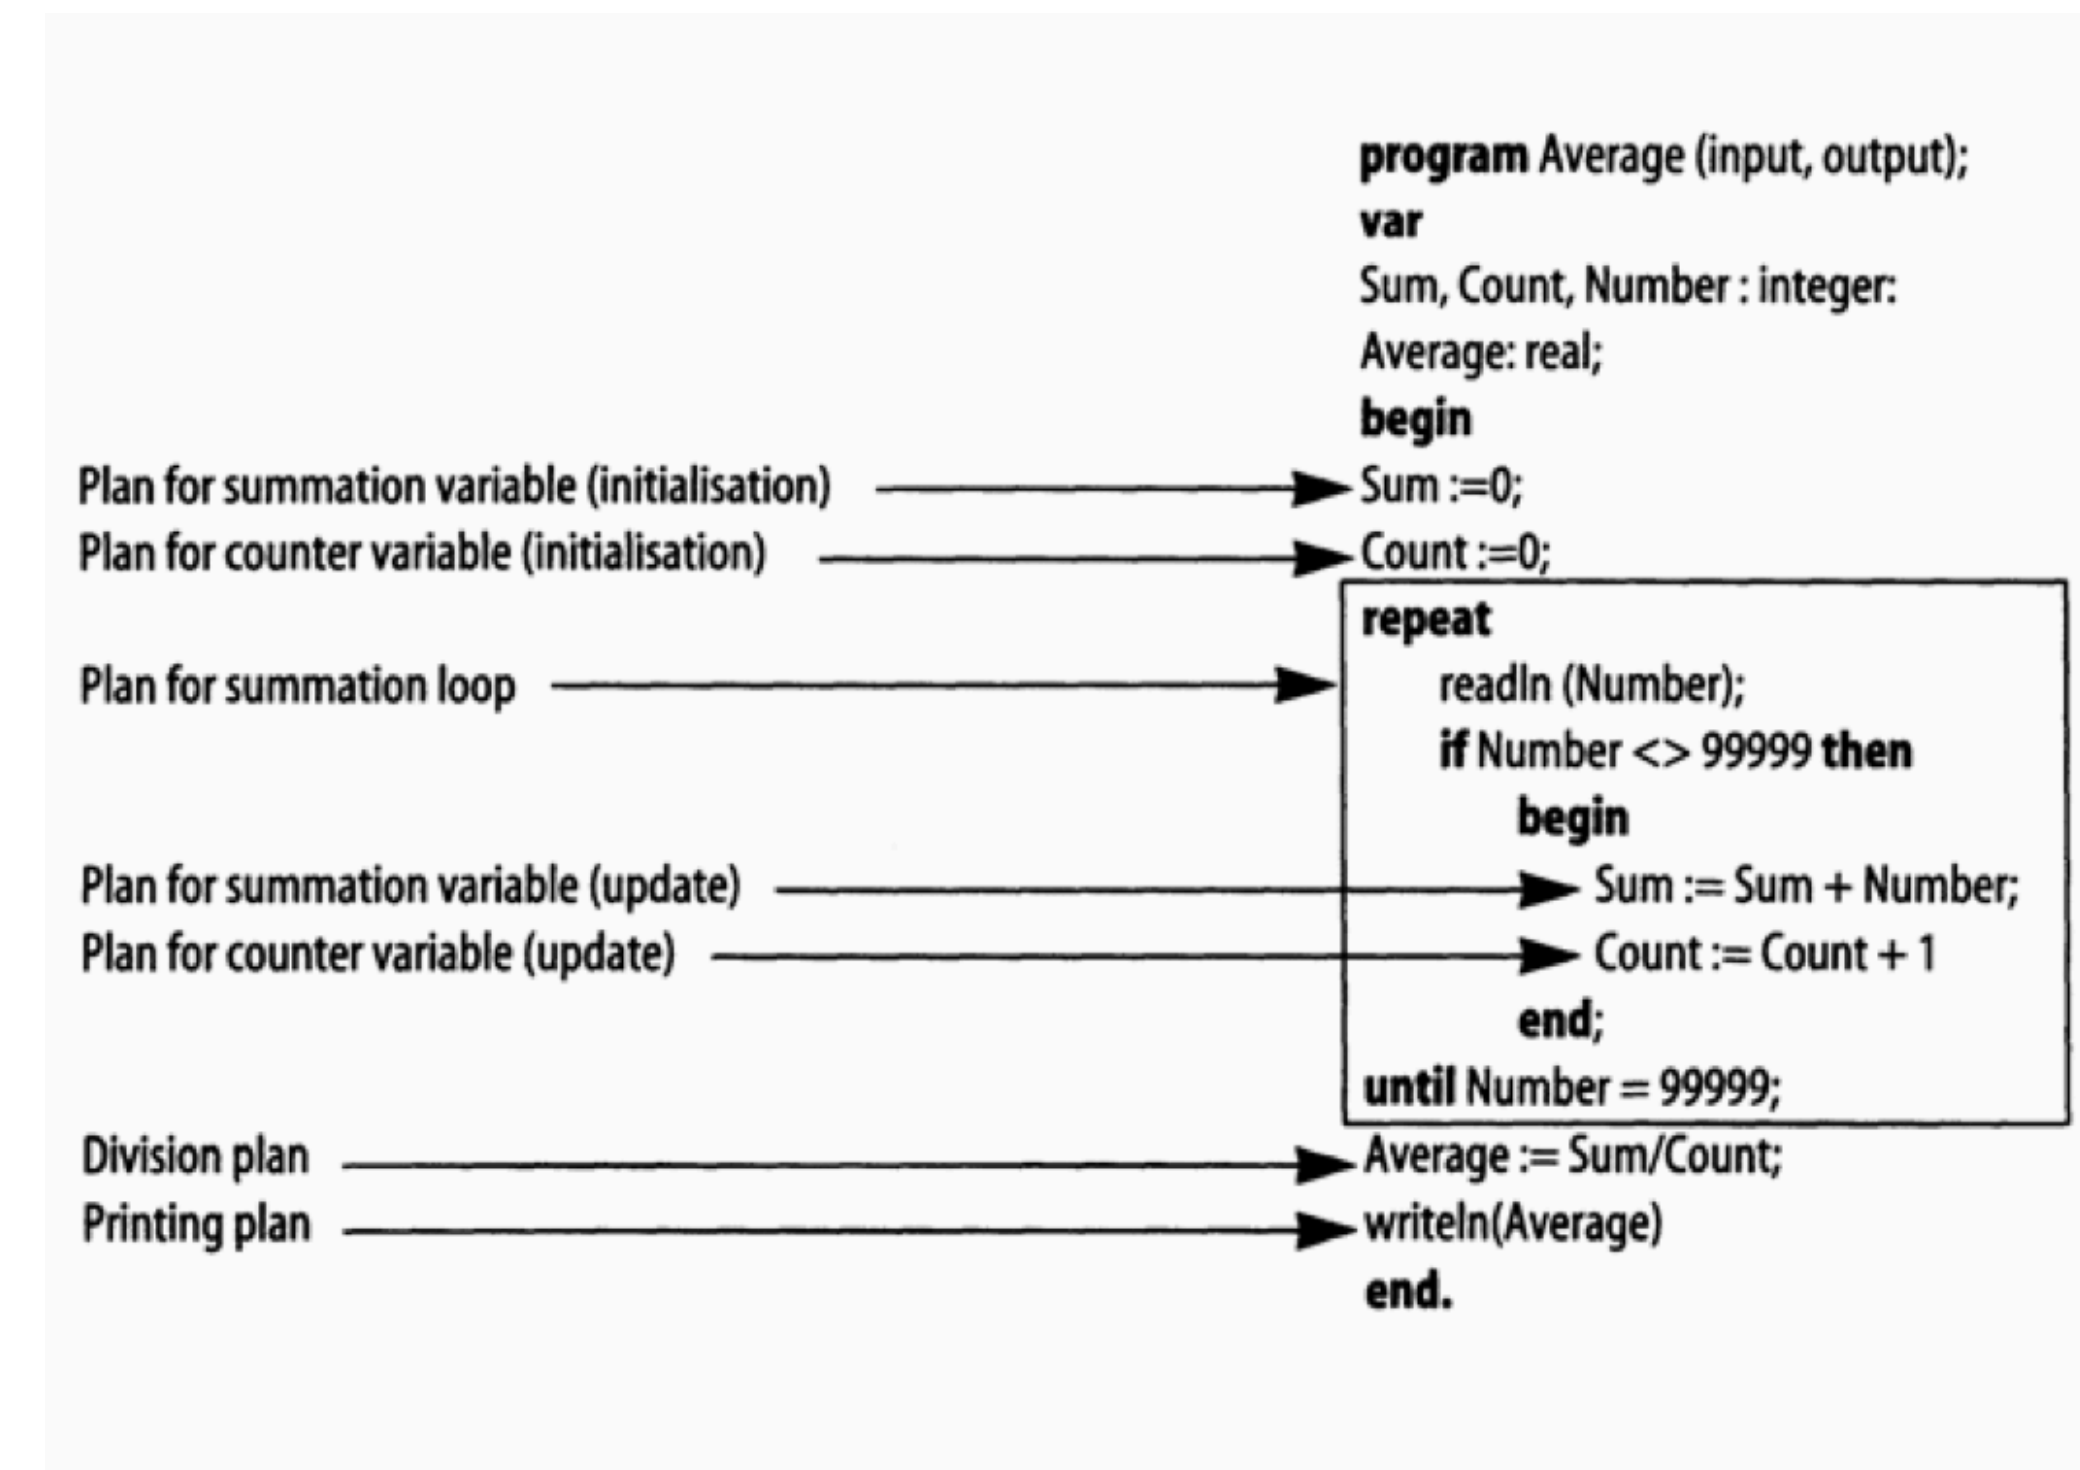 program Average (input, output);
var
Sum, Count, Number : integer:
Average: real;
begin
Plan for summation variable (initialisation) Sum :=0;
Plan for counter variable (initialisation) Count :=0;
repeat
Plan for summation loop readln (Number);
if Number <> 99999 then
begin
Plan for summation variable (update) Sum := Sum + Number;
Plan for counter variable (update) Count := Count + 1
end;
until Number = 99999;
Division plan Average := Sum/Count;
Printing plan writeln(Average)
end.